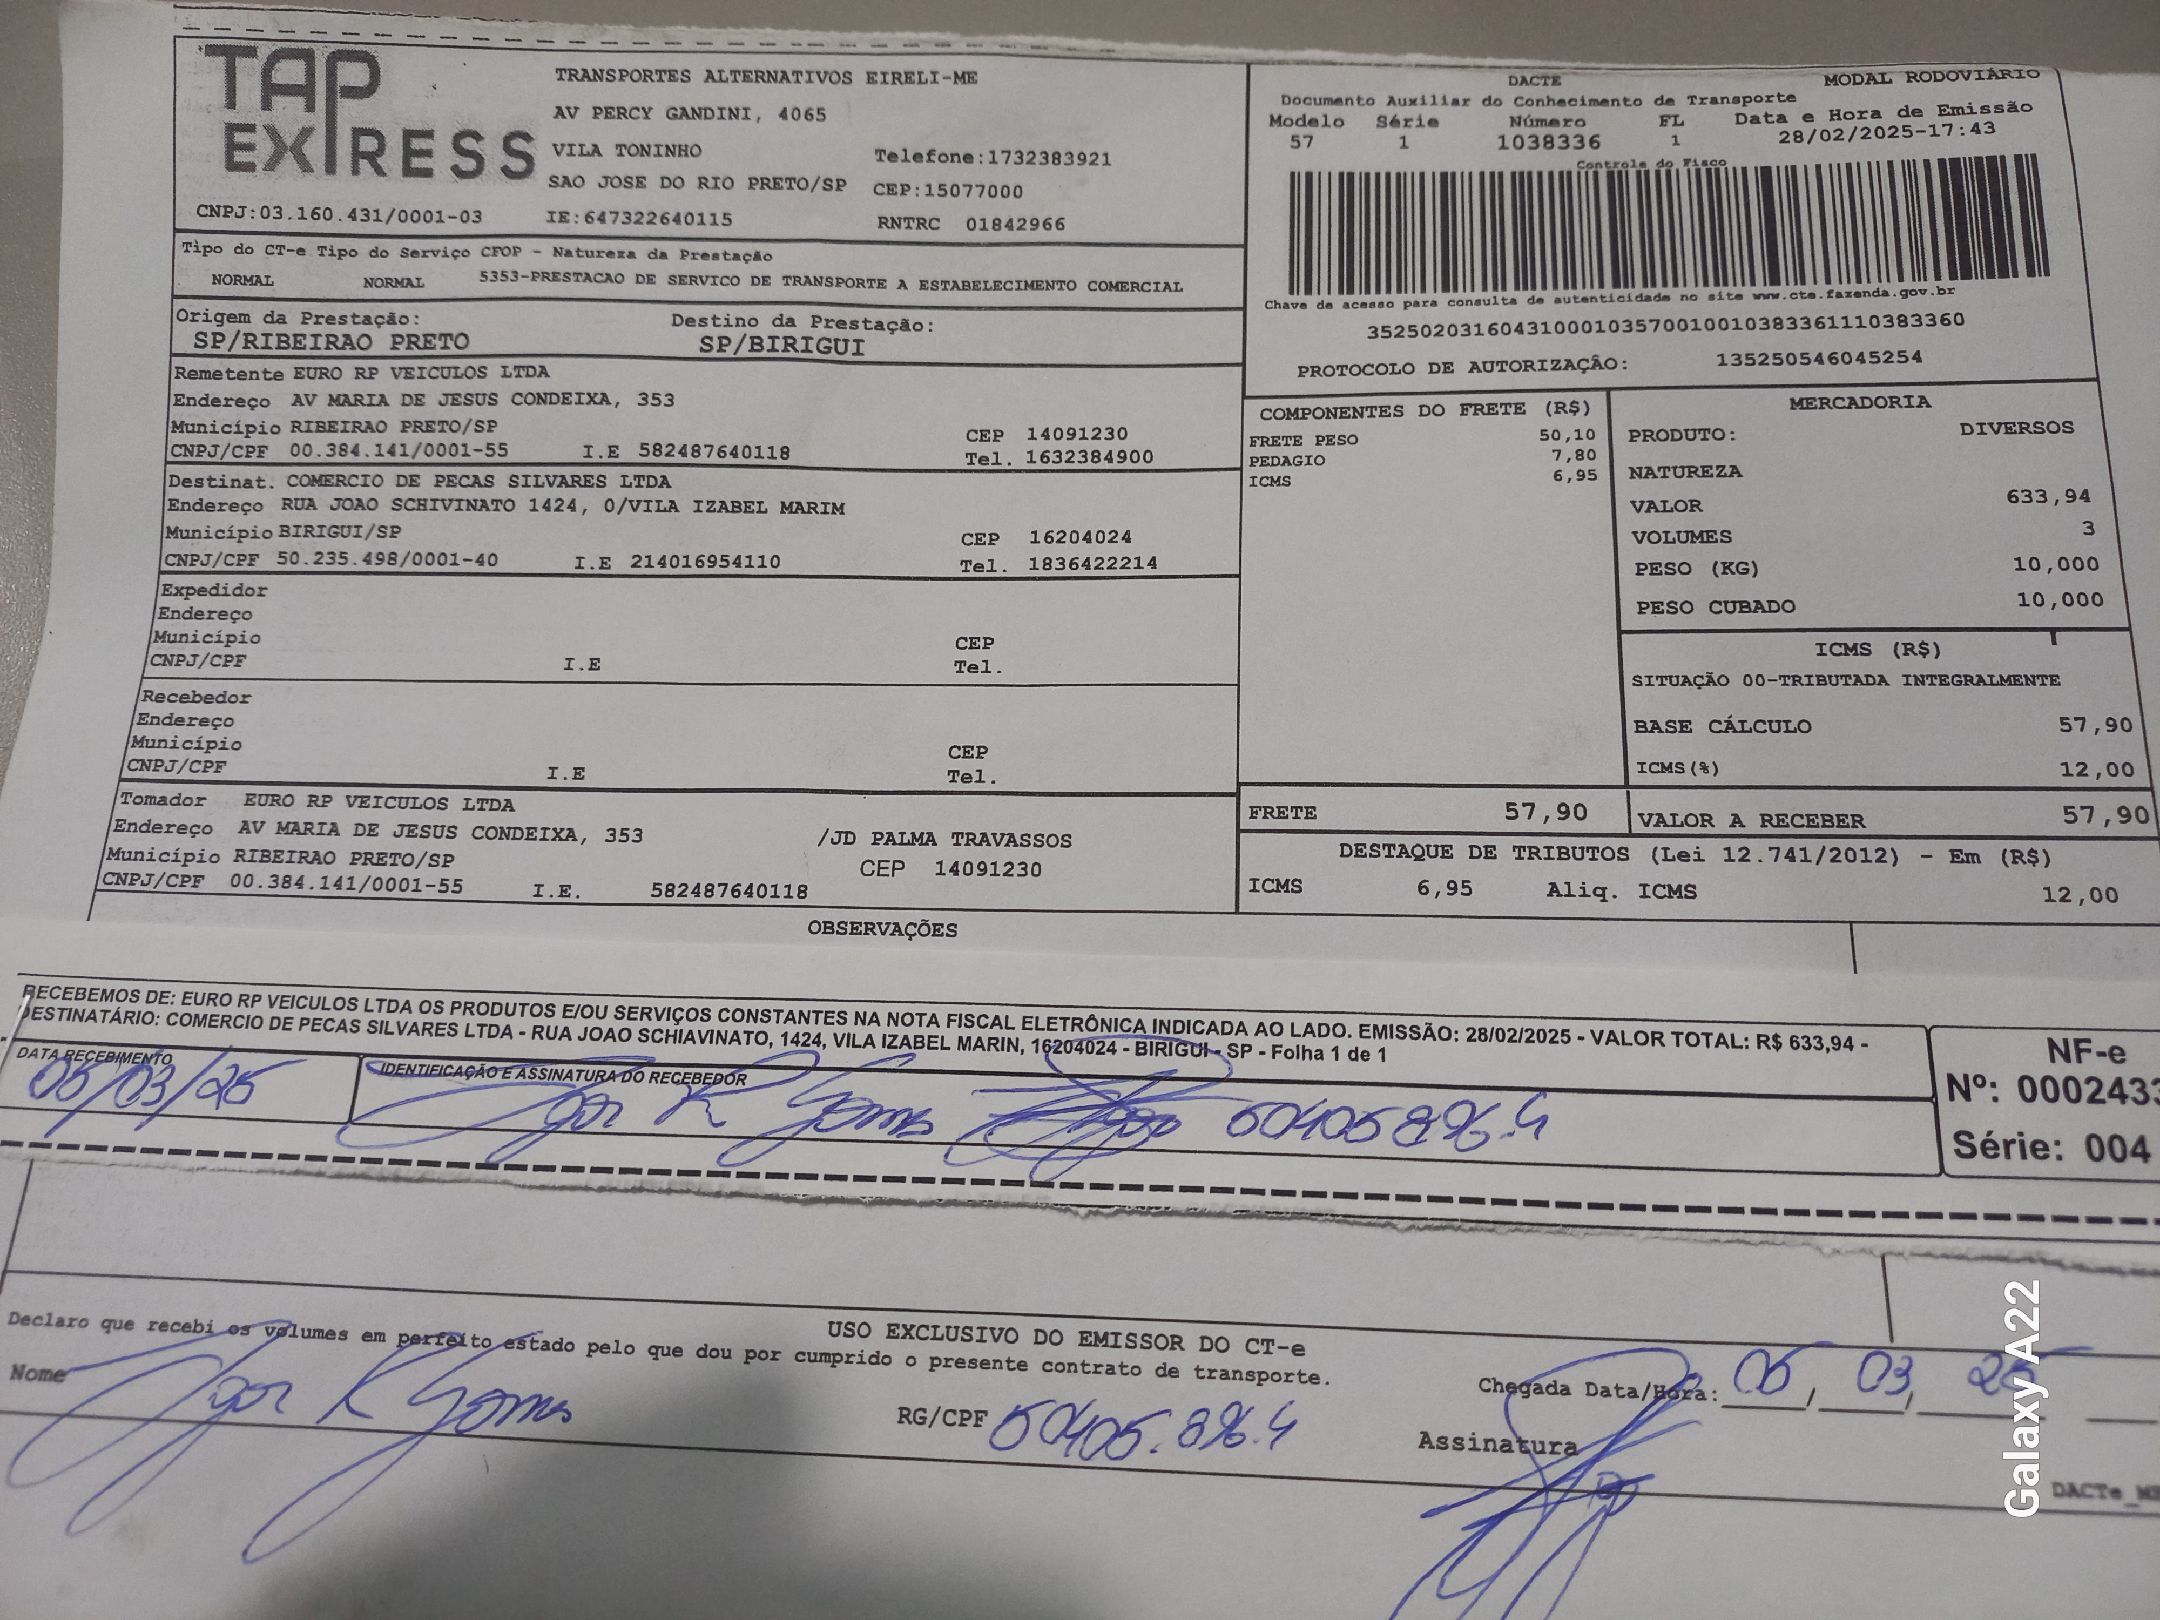 TAP EXPRESS
TRANSPORTES ALTERNATIVOS EIRELI-ME
AV PERCY GANDINI, 4065
VILA TONINHO
Telefone:1732383921
SAO JOSE DO RIO PRETO/SP CEP:15077000
CNPJ:03.160.431/0001-03 IE:647322640115 RNTRC 01842966
DACTE MODAL RODOVIÁRIO
Documento Auxiliar do Conhecimento de Transporte
Modelo Série Número FL Data e Hora de Emissão
57 1 1038336 1 28/02/2025-17:43
Controle do Fisco
Chave de acesso para consulta de autenticidade no site www.cte.fazenda.gov.br
35250203160431000103570010010383361110383360
PROTOCOLO DE AUTORIZAÇÂO: 135250546045254
Tipo do CT-e Tipo do Serviço CFOP - Natureza da Prestação
NORMAL NORMAL 5353-PRESTACAO DE SERVICO DE TRANSPORTE A ESTABELECIMENTO COMERCIAL
Origem da Prestação: Destino da Prestação:
SP/RIBEIRAO PRETO SP/BIRIGUI
Remetente EURO RP VEICULOS LTDA
Endereço AV MARIA DE JESUS CONDEIXA, 353
Município RIBEIRAO PRETO/SP CEP 14091230
CNPJ/CPF 00.384.141/0001-55 I.E 582487640118 Tel. 1632384900
Destinat. COMERCIO DE PECAS SILVARES LTDA
Endereço RUA JOAO SCHIVINATO 1424, 0/VILA IZABEL MARIM
Município BIRIGUI/SP CEP 16204024
CNPJ/CPF 50.235.498/0001-40 I.E 214016954110 Tel. 1836422214
Expedidor
Endereço
Município CEP
CNPJ/CPF I.E Tel.
Recebedor
Endereço
Município CEP
CNPJ/CPF I.E Tel.
Tomador EURO RP VEICULOS LTDA
Endereço AV MARIA DE JESUS CONDEIXA, 353 /JD PALMA TRAVASSOS
Município RIBEIRAO PRETO/SP CEP 14091230
CNPJ/CPF 00.384.141/0001-55 I.E. 582487640118
COMPONENTES DO FRETE (R$)
FRETE PESO 50,10
PEDAGIO 7,80
ICMS 6,95
MERCADORIA
PRODUTO: DIVERSOS
NATUREZA
VALOR 633,94
VOLUMES 3
PESO (KG) 10,000
PESO CUBADO 10,000
ICMS (R$)
SITUAÇÃO 00-TRIBUTADA INTEGRALMENTE
BASE CÁLCULO 57,90
ICMS(%) 12,00
FRETE 57,90 VALOR A RECEBER 57,90
DESTAQUE DE TRIBUTOS (Lei 12.741/2012) - Em (R$)
ICMS 6,95 Aliq. ICMS 12,00
OBSERVAÇÕES
RECEBEMOS DE: EURO RP VEICULOS LTDA OS PRODUTOS E/OU SERVIÇOS CONSTANTES NA NOTA FISCAL ELETRÔNICA INDICADA AO LADO. EMISSÃO: 28/02/2025 - VALOR TOTAL: R$ 633,94 -
DESTINATÁRIO: COMERCIO DE PECAS SILVARES LTDA - RUA JOAO SCHIAVINATO, 1424, VILA IZABEL MARIN, 16204024 - BIRIGUI - SP - Folha 1 de 1
DATA RECEBIMENTO IDENTIFICAÇÃO E ASSINATURA DO RECEBEDOR
05/03/25 Igor K Gomes 50405896.4
NF-e
Nº: 0002433
Série: 004
USO EXCLUSIVO DO EMISSOR DO CT-e
Declaro que recebi os volumes em perfeito estado pelo que dou por cumprido o presente contrato de transporte.
Nome Igor K Gomes RG/CPF 50405.896.4 Chegada Data/Hora: 05/03/25
Assinatura
DACTe
Galaxy A22